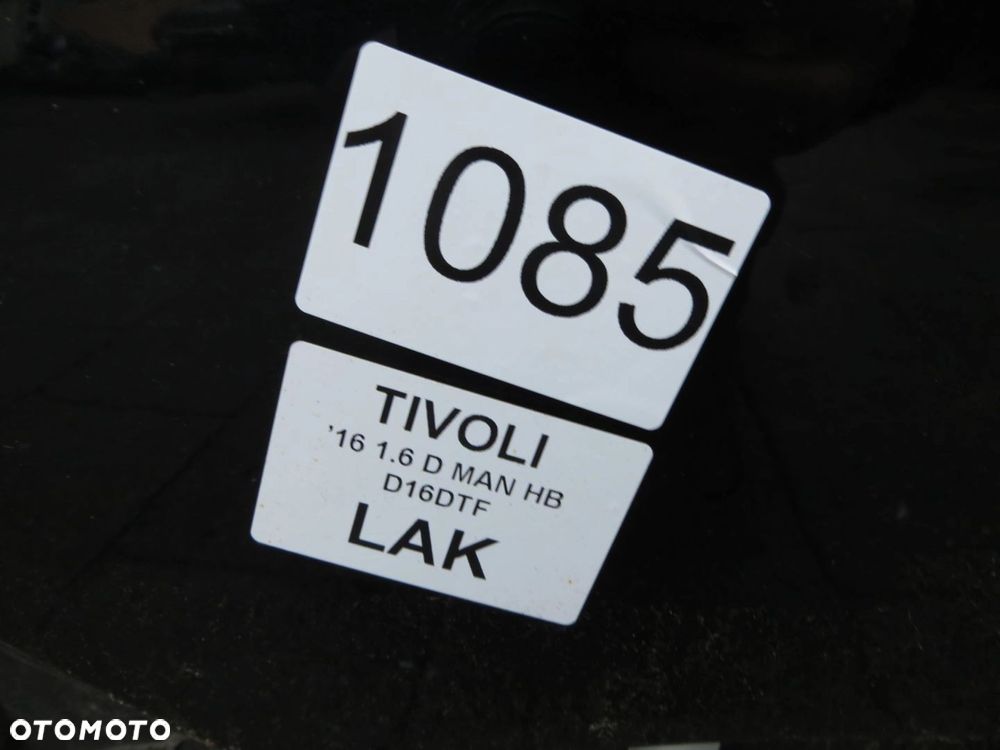 1085
TIVOLI
'16 1.6 D MAN HB
D16DTF
LAK
OTOMOTO